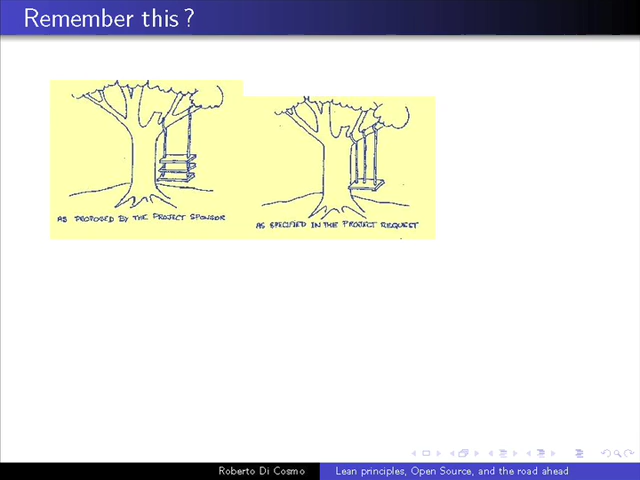 Remember this ?
AS PROPOSED BY THE PROJECT SPONSOR
AS SPECIFIED IN THE PROJECT REQUEST
Roberto Di Cosmo
Lean principles, Open Source, and the road ahead